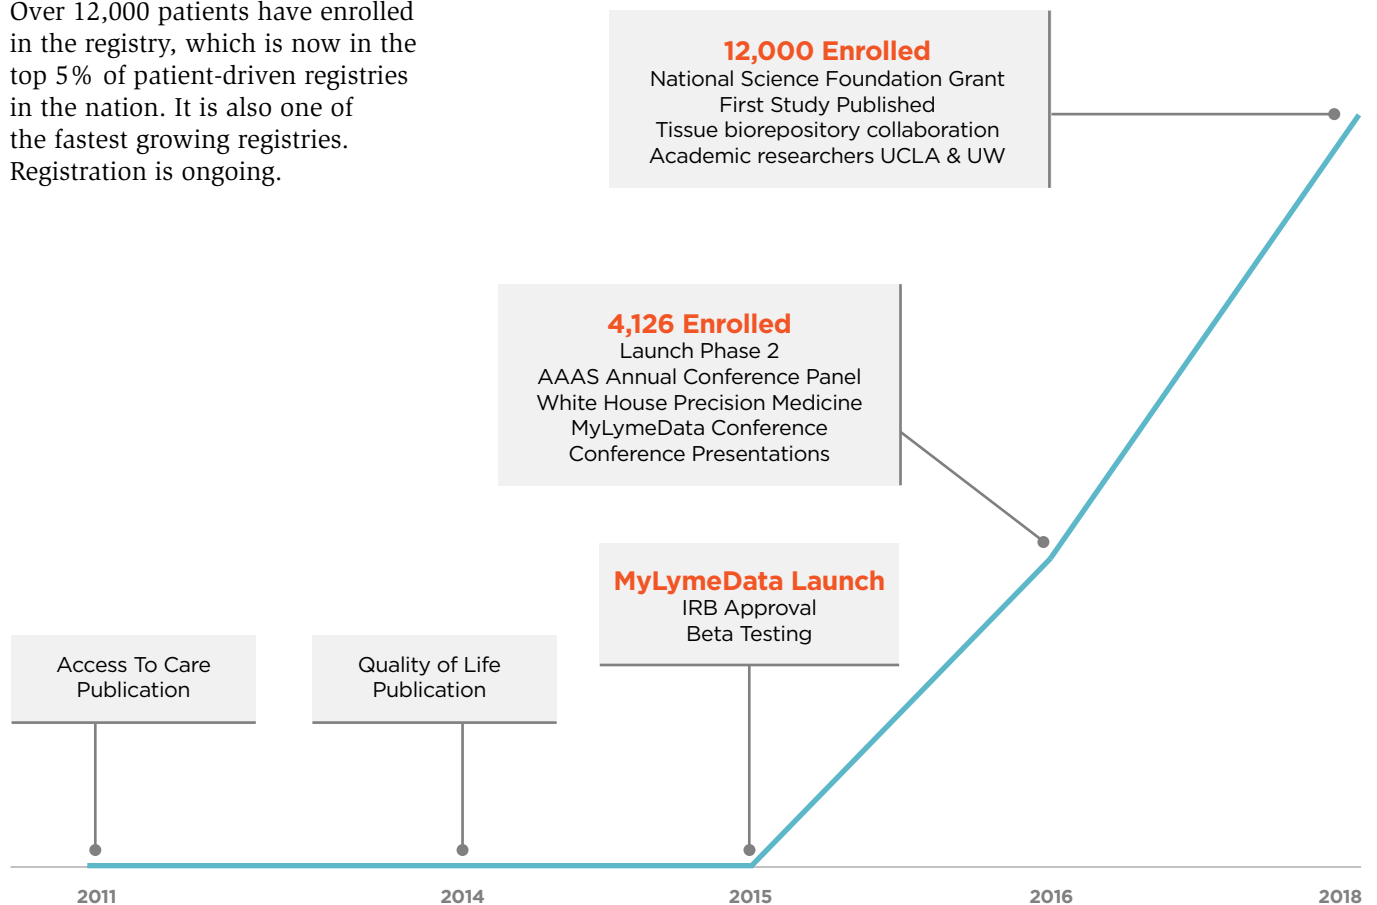 Over 12,000 patients have enrolled
in the registry, which is now in the
top 5% of patient-driven registries
in the nation. It is also one of
the fastest growing registries.
Registration is ongoing.
12,000 Enrolled
National Science Foundation Grant
First Study Published
Tissue biorepository collaboration
Academic researchers UCLA & UW
4,126 Enrolled
Launch Phase 2
AAAS Annual Conference Panel
White House Precision Medicine
MyLymeData Conference
Conference Presentations
MyLymeData Launch
IRB Approval
Beta Testing
Access To Care
Publication
Quality of Life
Publication
2011
2014
2015
2016
2018